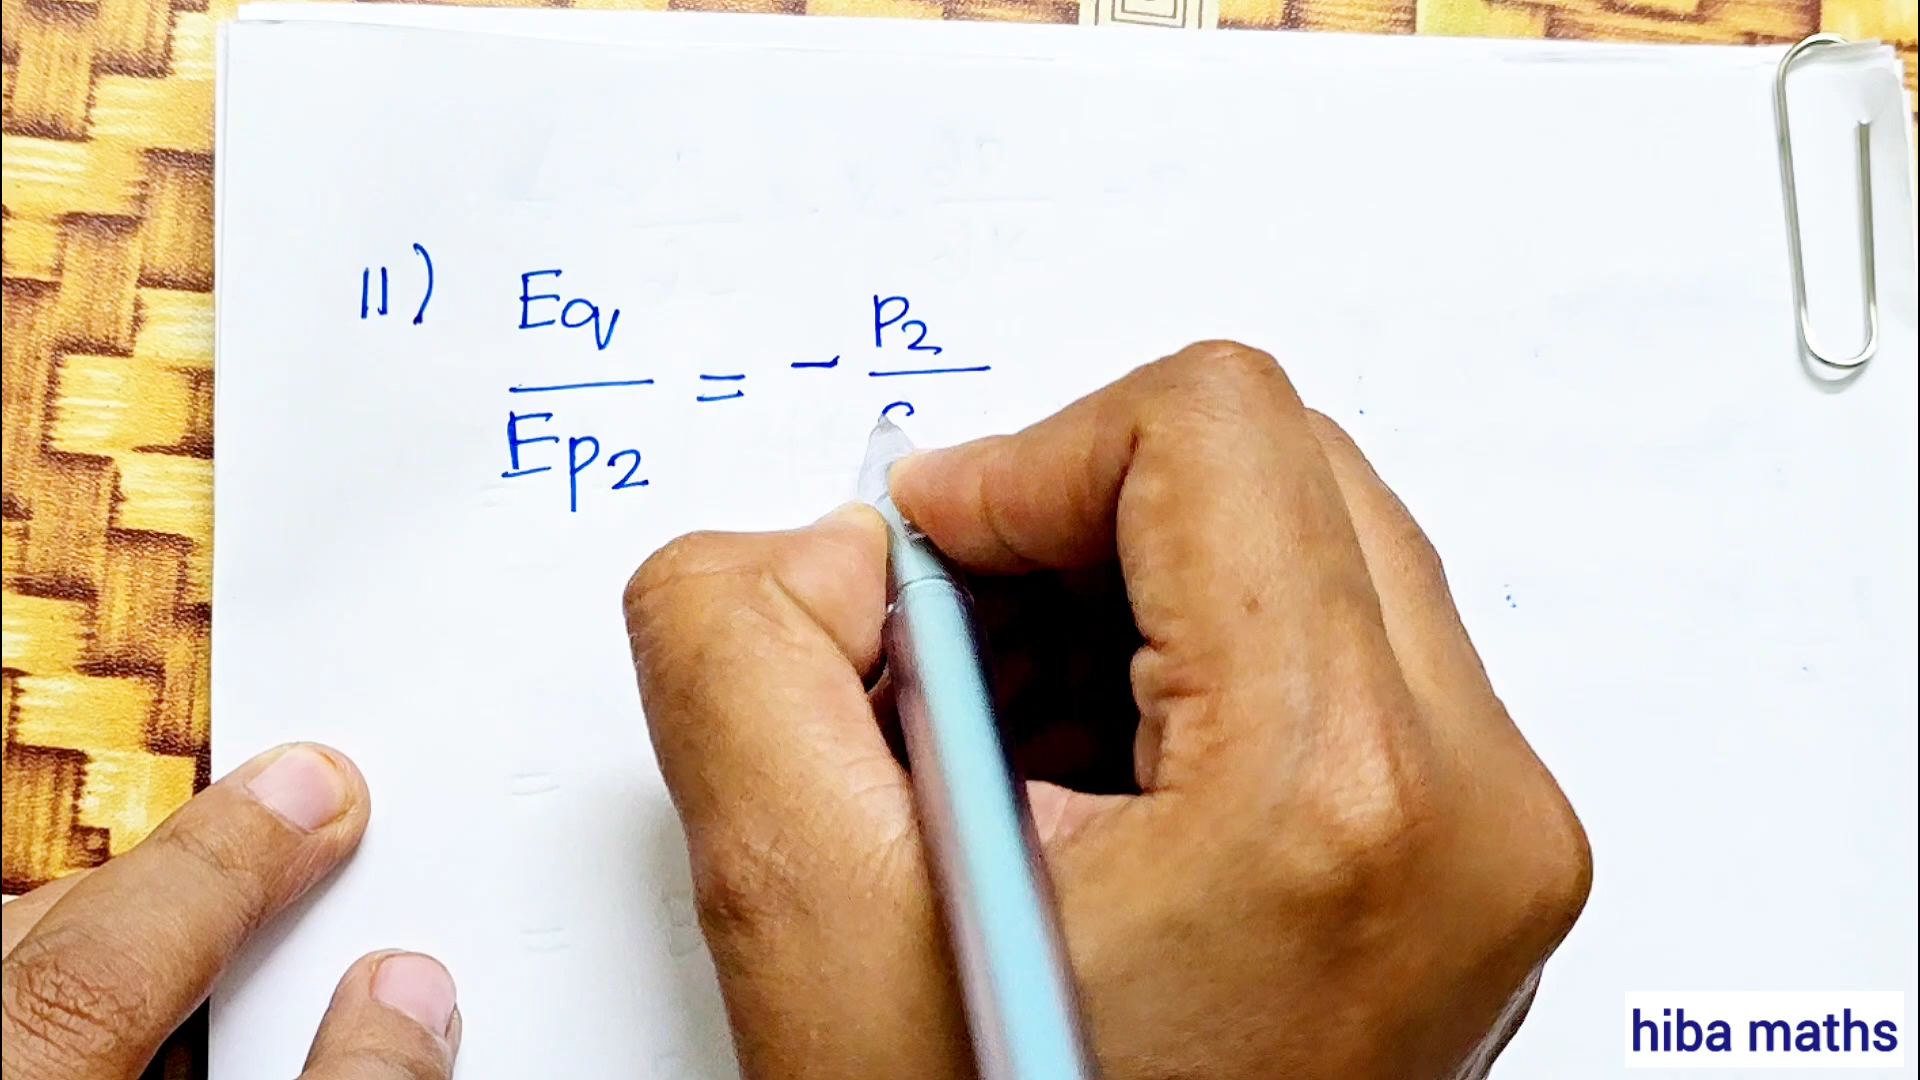 11) Eq / Ep2 = - p2 /
hiba maths